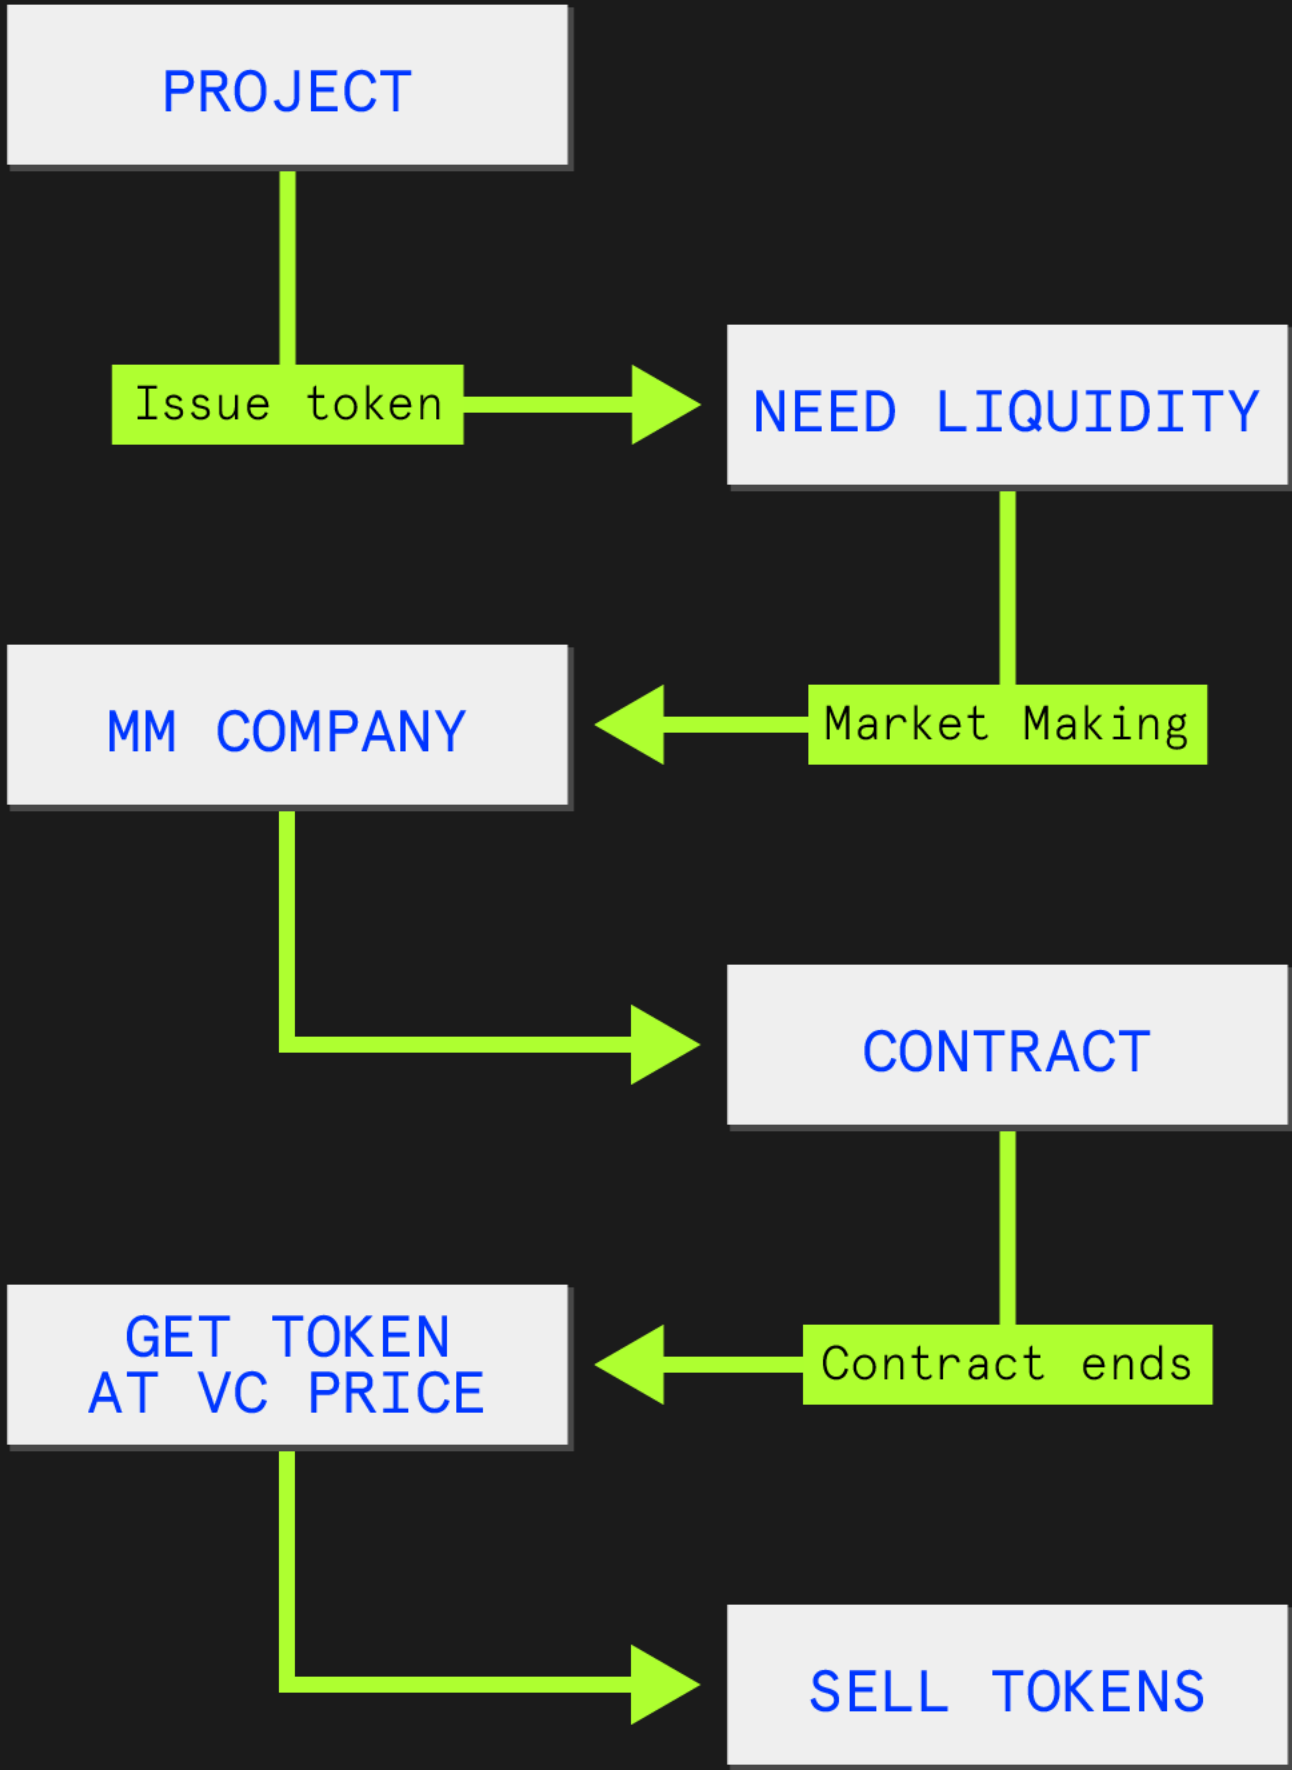 PROJECT
Issue token
NEED LIQUIDITY
MM COMPANY
Market Making
CONTRACT
GET TOKEN
AT VC PRICE
Contract ends
SELL TOKENS